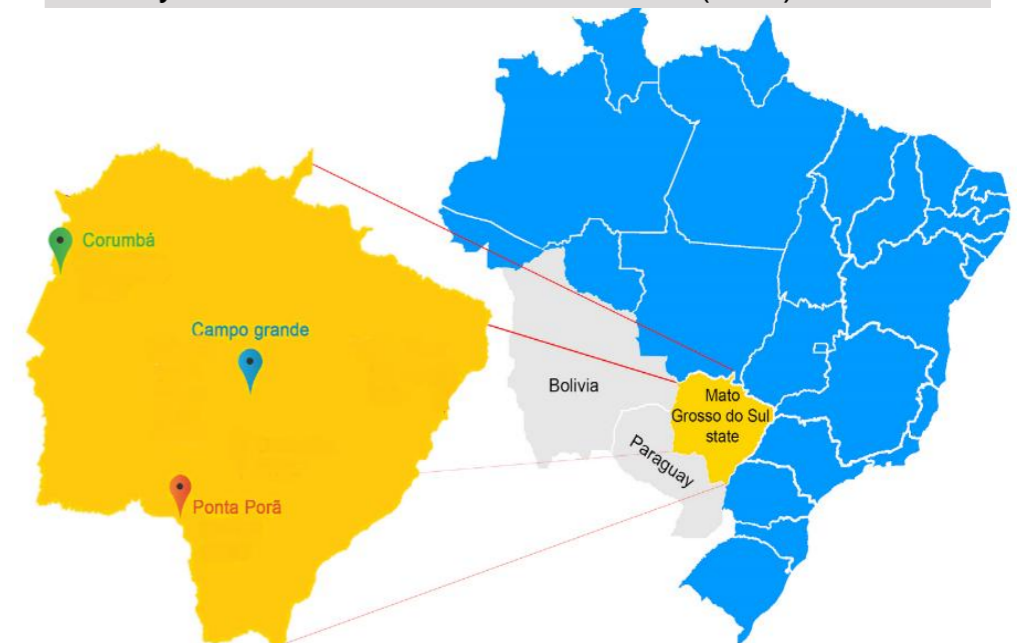 Corumbá
Campo grande
Ponta Porã
Bolivia
Paraguay
Mato
Grosso do Sul
state